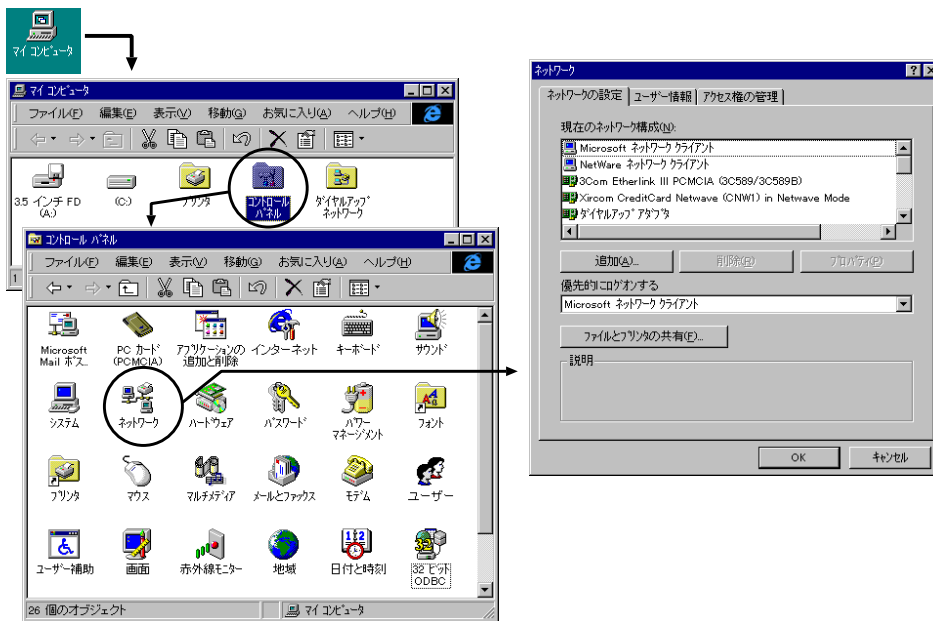 マイ コンピュータ
マイ コンピュータ
ファイル(F) 編集(E) 表示(V) 移動(G) お気に入り(A) ヘルプ(H)
3.5 インチ FD (A:)
(C:)
プリンタ
コントロール パネル
ダイヤルアップ ネットワーク
1
コントロール パネル
ファイル(F) 編集(E) 表示(V) 移動(G) お気に入り(A) ヘルプ(H)
Microsoft Mail ポス...
PC カード (PCMCIA)
アプリケーションの 追加と削除
インターネット
キーボード
サウンド
システム
ネットワーク
ハードウェア
パスワード
パワー マネージメント
フォント
プリンタ
マウス
マルチメディア
メールとファックス
モデム
ユーザー
ユーザー補助
画面
赤外線モニター
地域
日付と時刻
32 ビット ODBC
26 個のオブジェクト
マイ コンピュータ
ネットワーク
ネットワークの設定 ユーザー情報 アクセス権の管理
現在のネットワーク構成(N):
Microsoft ネットワーク クライアント
NetWare ネットワーク クライアント
3Com Etherlink III PCMCIA (3C589/3C589B)
Xircom CreditCard Netwave (CNW1) in Netwave Mode
ダイヤルアップ アダプタ
追加(A)... 削除(R) プロパティ(P)
優先的にログオンする
Microsoft ネットワーク クライアント
ファイルとプリンタの共有(F)...
説明
OK キャンセル